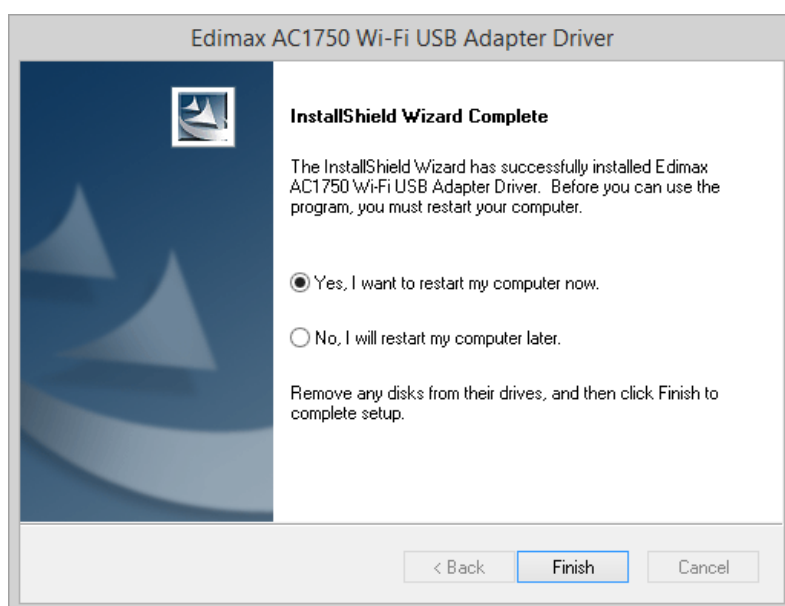 Edimax AC1750 Wi-Fi USB Adapter Driver
InstallShield Wizard Complete
The InstallShield Wizard has successfully installed Edimax
AC1750 Wi-Fi USB Adapter Driver.  Before you can use the
program, you must restart your computer.
Yes, I want to restart my computer now.
No, I will restart my computer later.
Remove any disks from their drives, and then click Finish to
complete setup.
< Back Finish Cancel